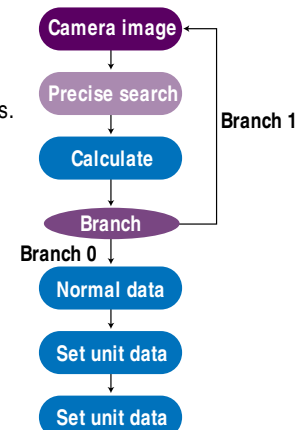 Camera image
Precise search
s.
Branch 1
Calculate
Branch
Branch 0
Normal data
Set unit data
Set unit data